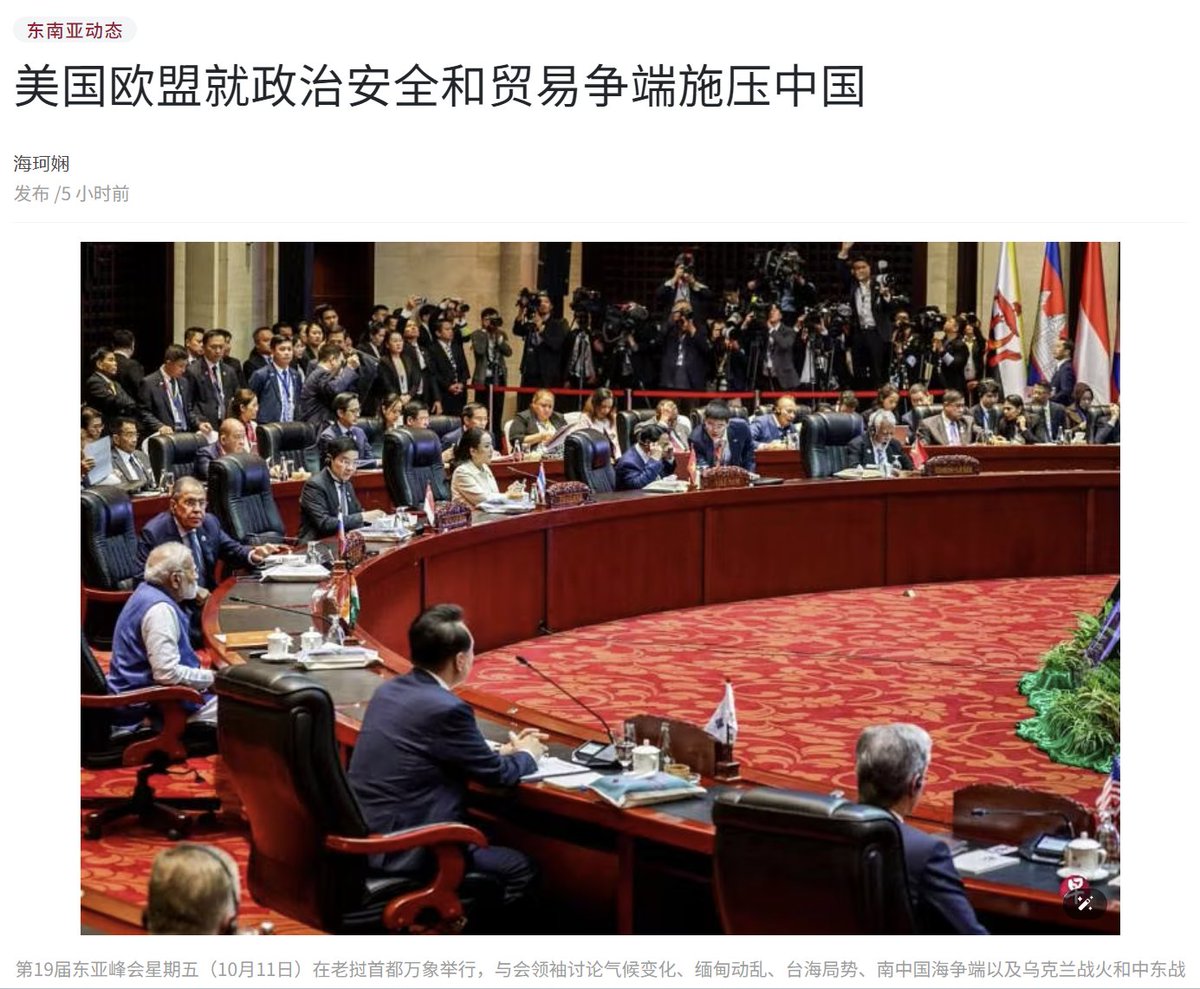 东南亚动态
美国欧盟就政治安全和贸易争端施压中国
海珂娴
发布 /5 小时前
第19届东亚峰会星期五（10月11日）在老挝首都万象举行，与会领袖讨论气候变化、缅甸动乱、台海局势、南中国海争端以及乌克兰战火和中东战